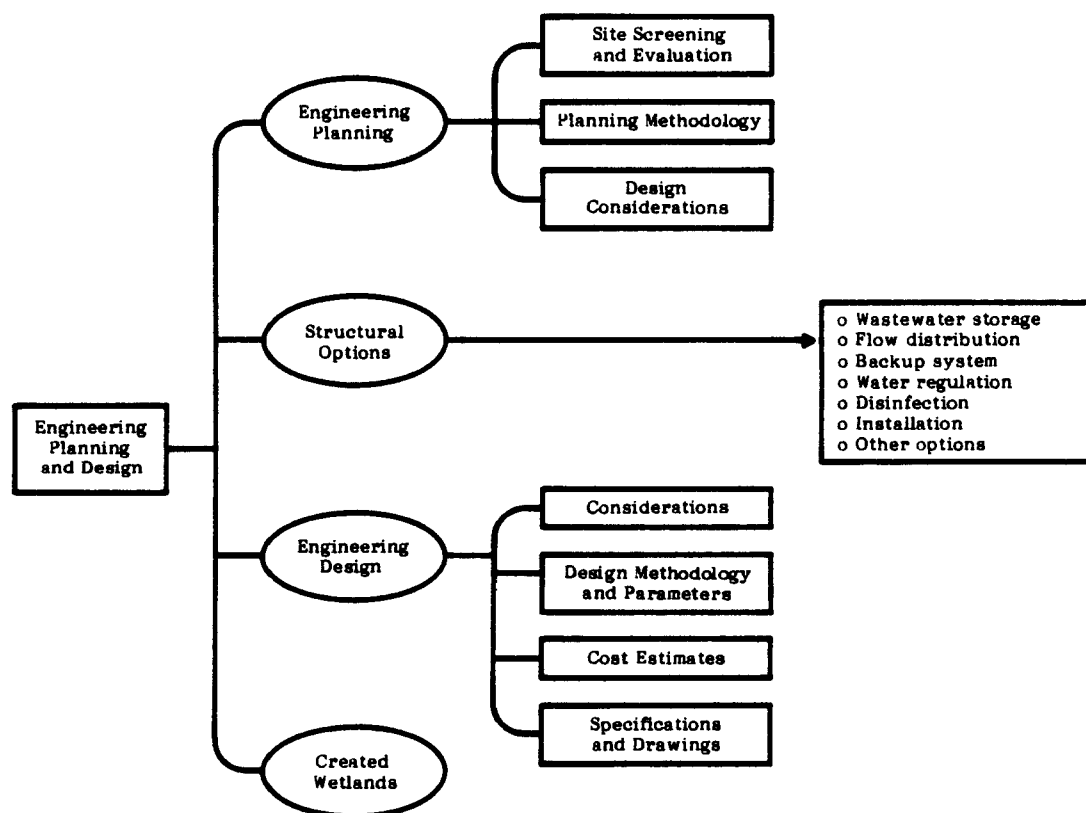 Site Screening
and Evaluation
Engineering
Planning
Planning Methodology
Design
Considerations
Structural
Options
o Wastewater storage
o Flow distribution
o Backup system
o Water regulation
o Disinfection
o Installation
o Other options
Engineering
Planning
and Design
Considerations
Engineering
Design
Design Methodology
and Parameters
Cost Estimates
Specifications
and Drawings
Created
Wetlands